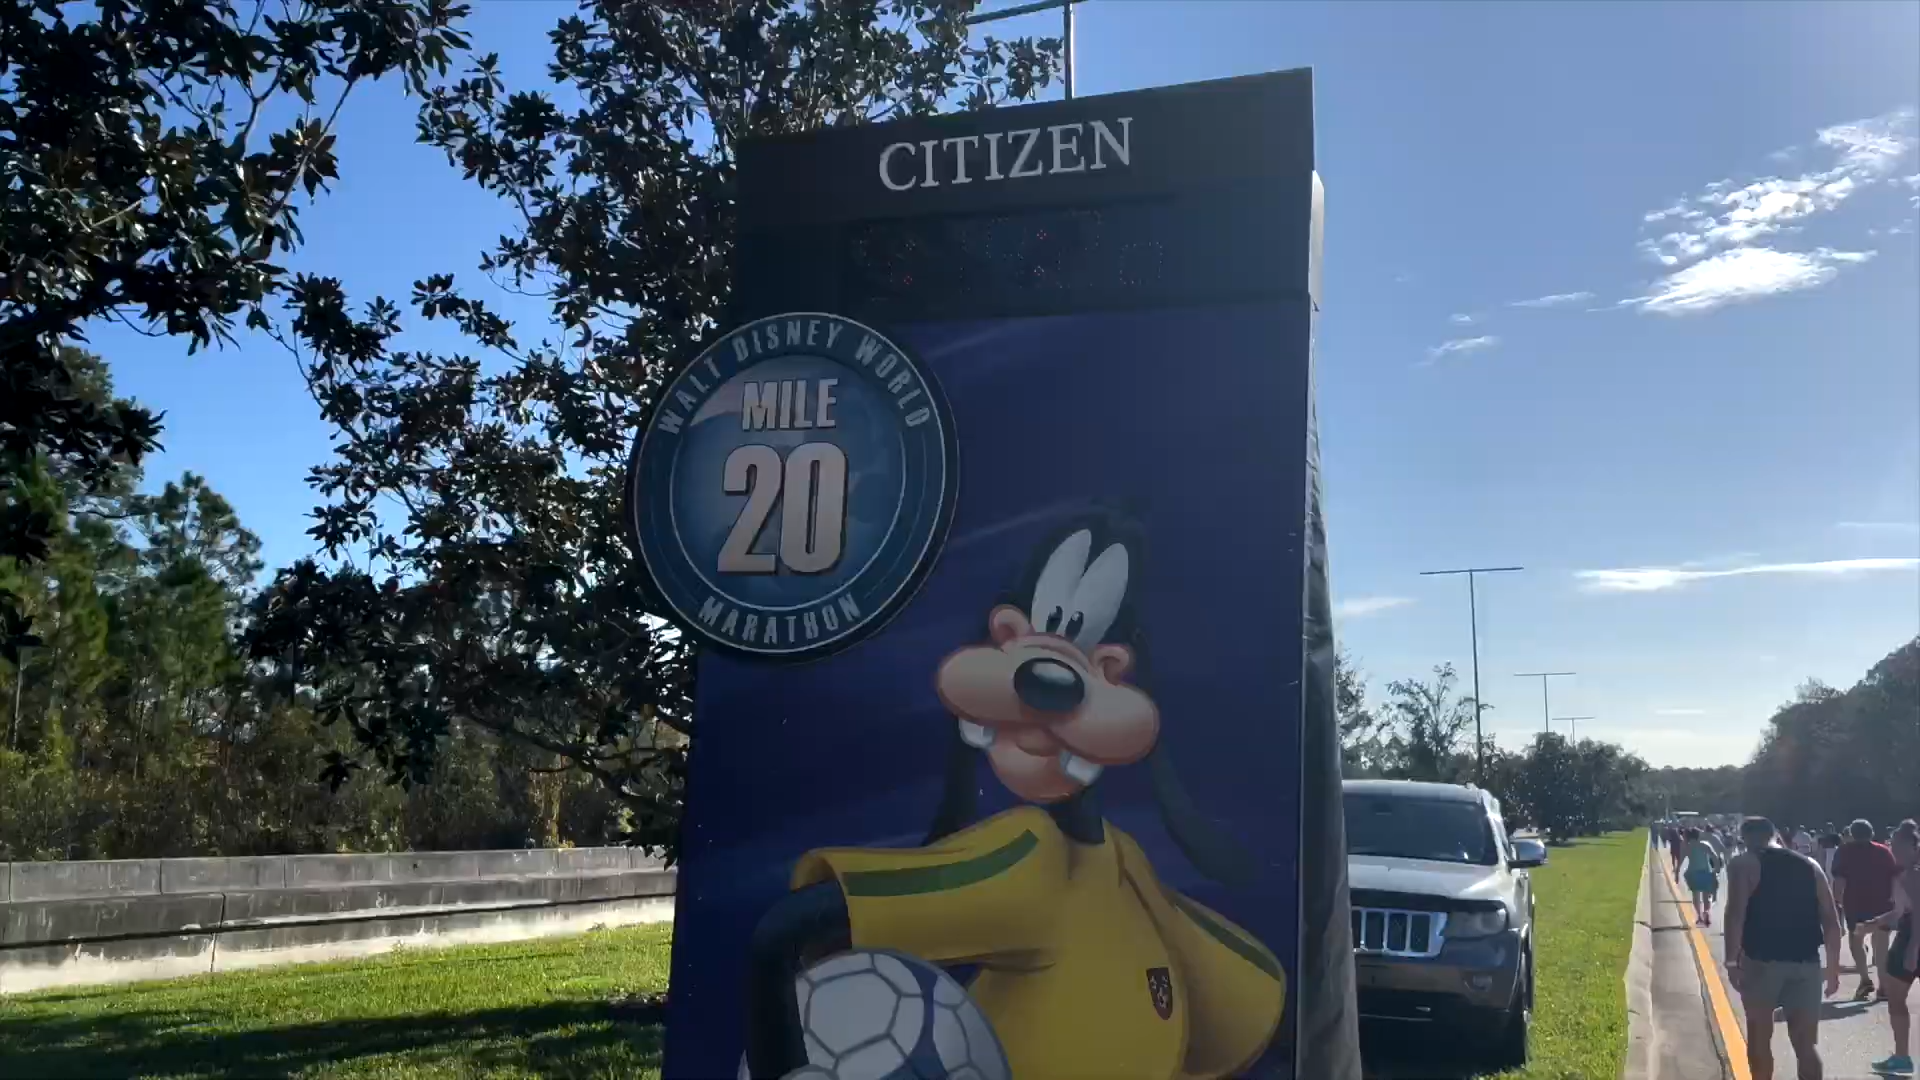 CITIZEN
WALT DISNEY WORLD
MILE
20
MARATHON